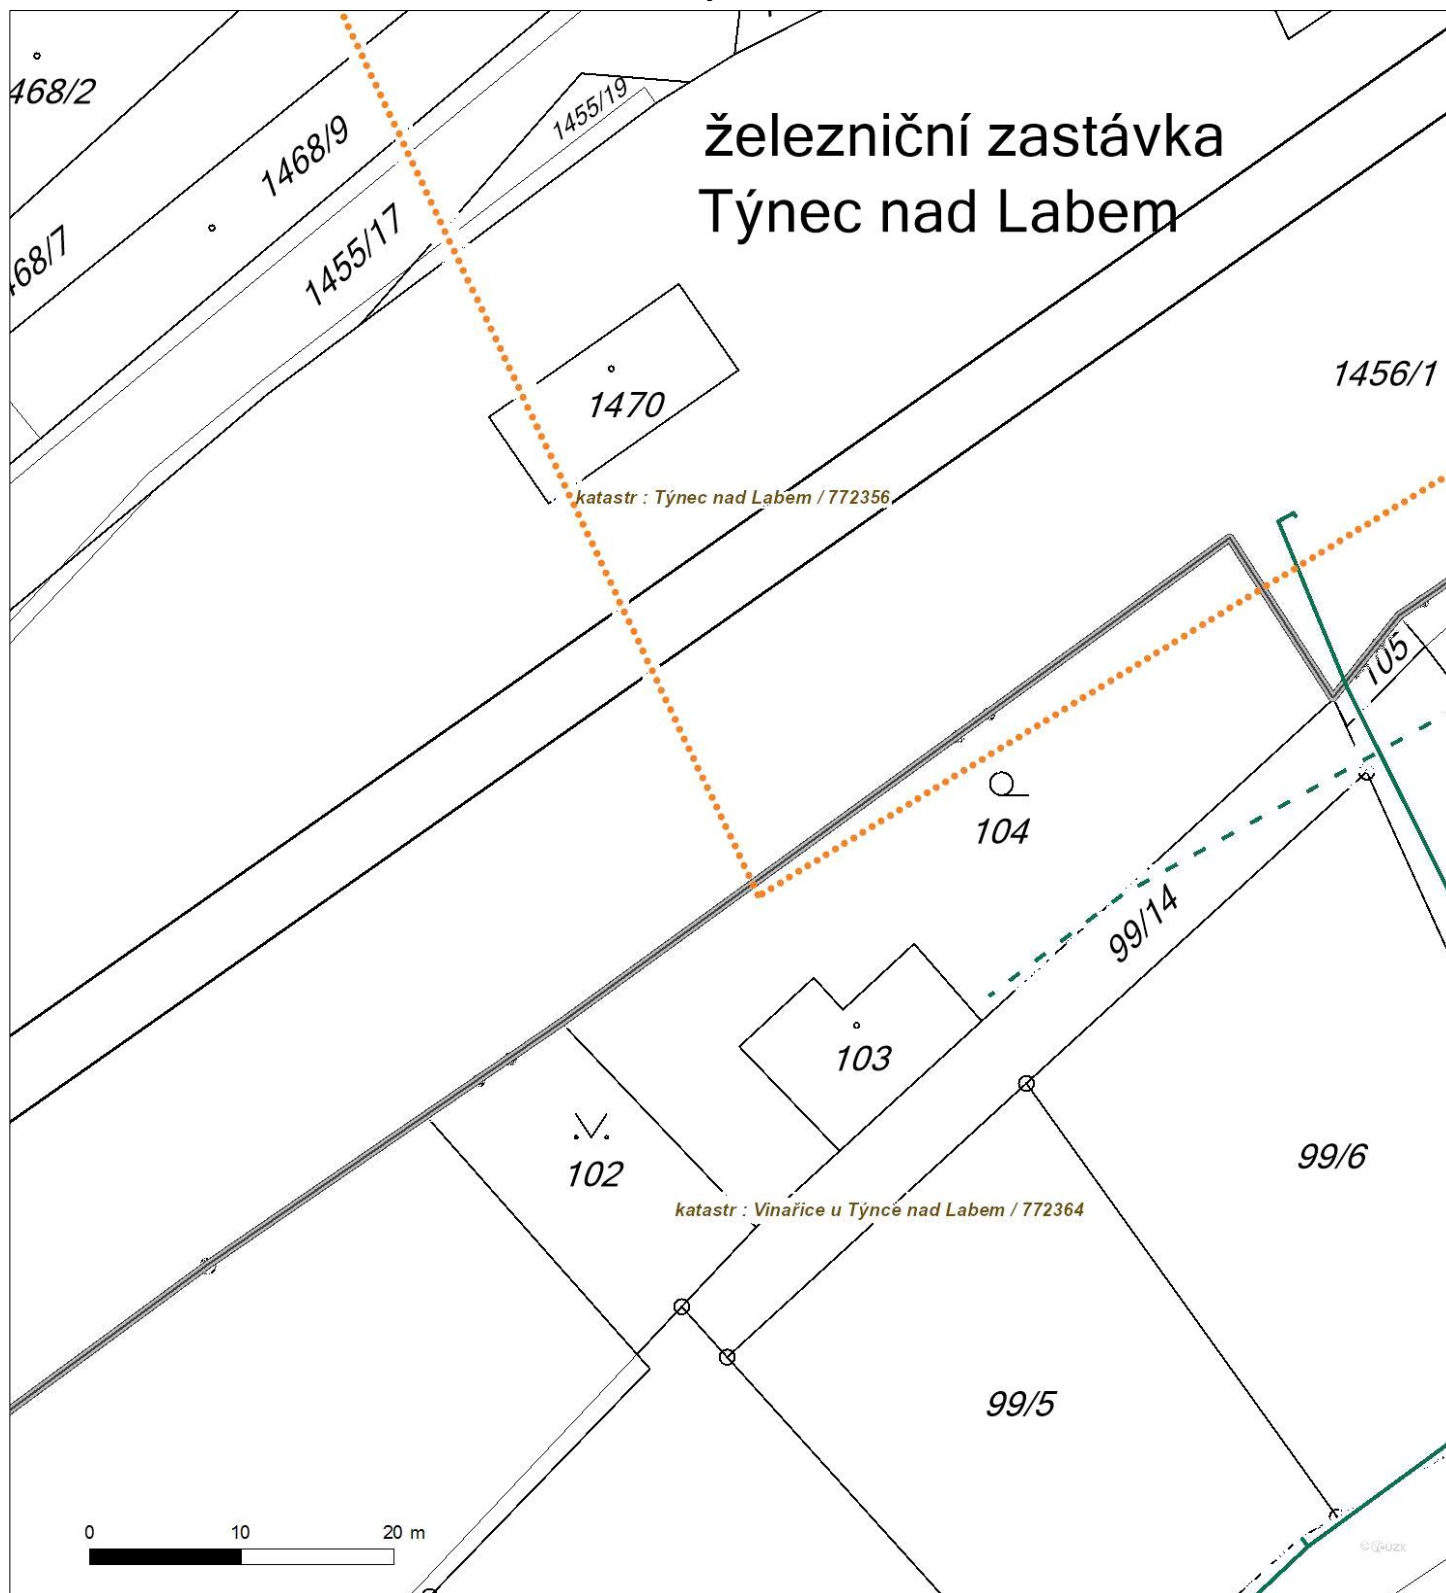 468/2
1455/19
železniční zastávka
1468/9
Týnec nad Labem
468/7
1455/17
1456/1
1470
katastr : Týnec nad Labem / 772356
105
104
99/14
103
99/6
102
katastr : Vinařice u Týnce nad Labem / 772364
99/5
0 10 20 m